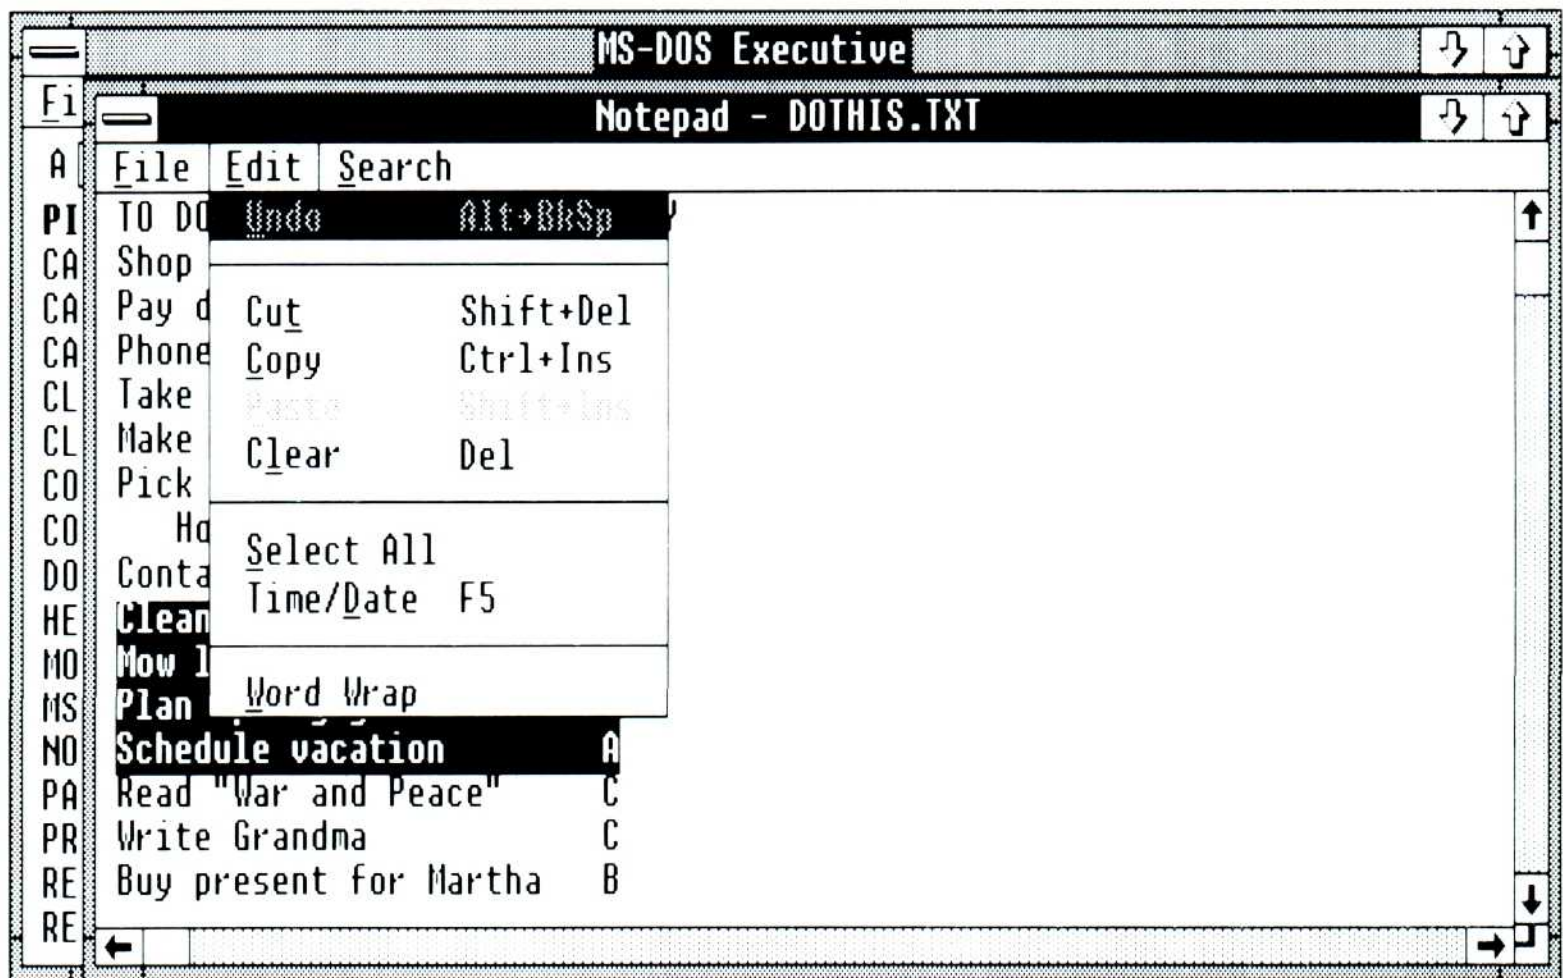 MS-DOS Executive
Fi
Notepad - DOTHIS.TXT
A
File Edit Search
PI
TO DO
Undo Alt+BkSp
CA
Shop
CA
Pay d
Cut Shift+Del
CA
Phone
Copy Ctrl+Ins
CL
Take
Paste Shift+Ins
CL
Make
Clear Del
CO
Pick
CO
Ho
Select All
DO
Conta
Time/Date F5
HE
Clean
MO
Mow l
Word Wrap
MS
Plan
NO
Schedule vacation A
PA
Read "War and Peace" C
PR
Write Grandma C
RE
Buy present for Martha B
RE